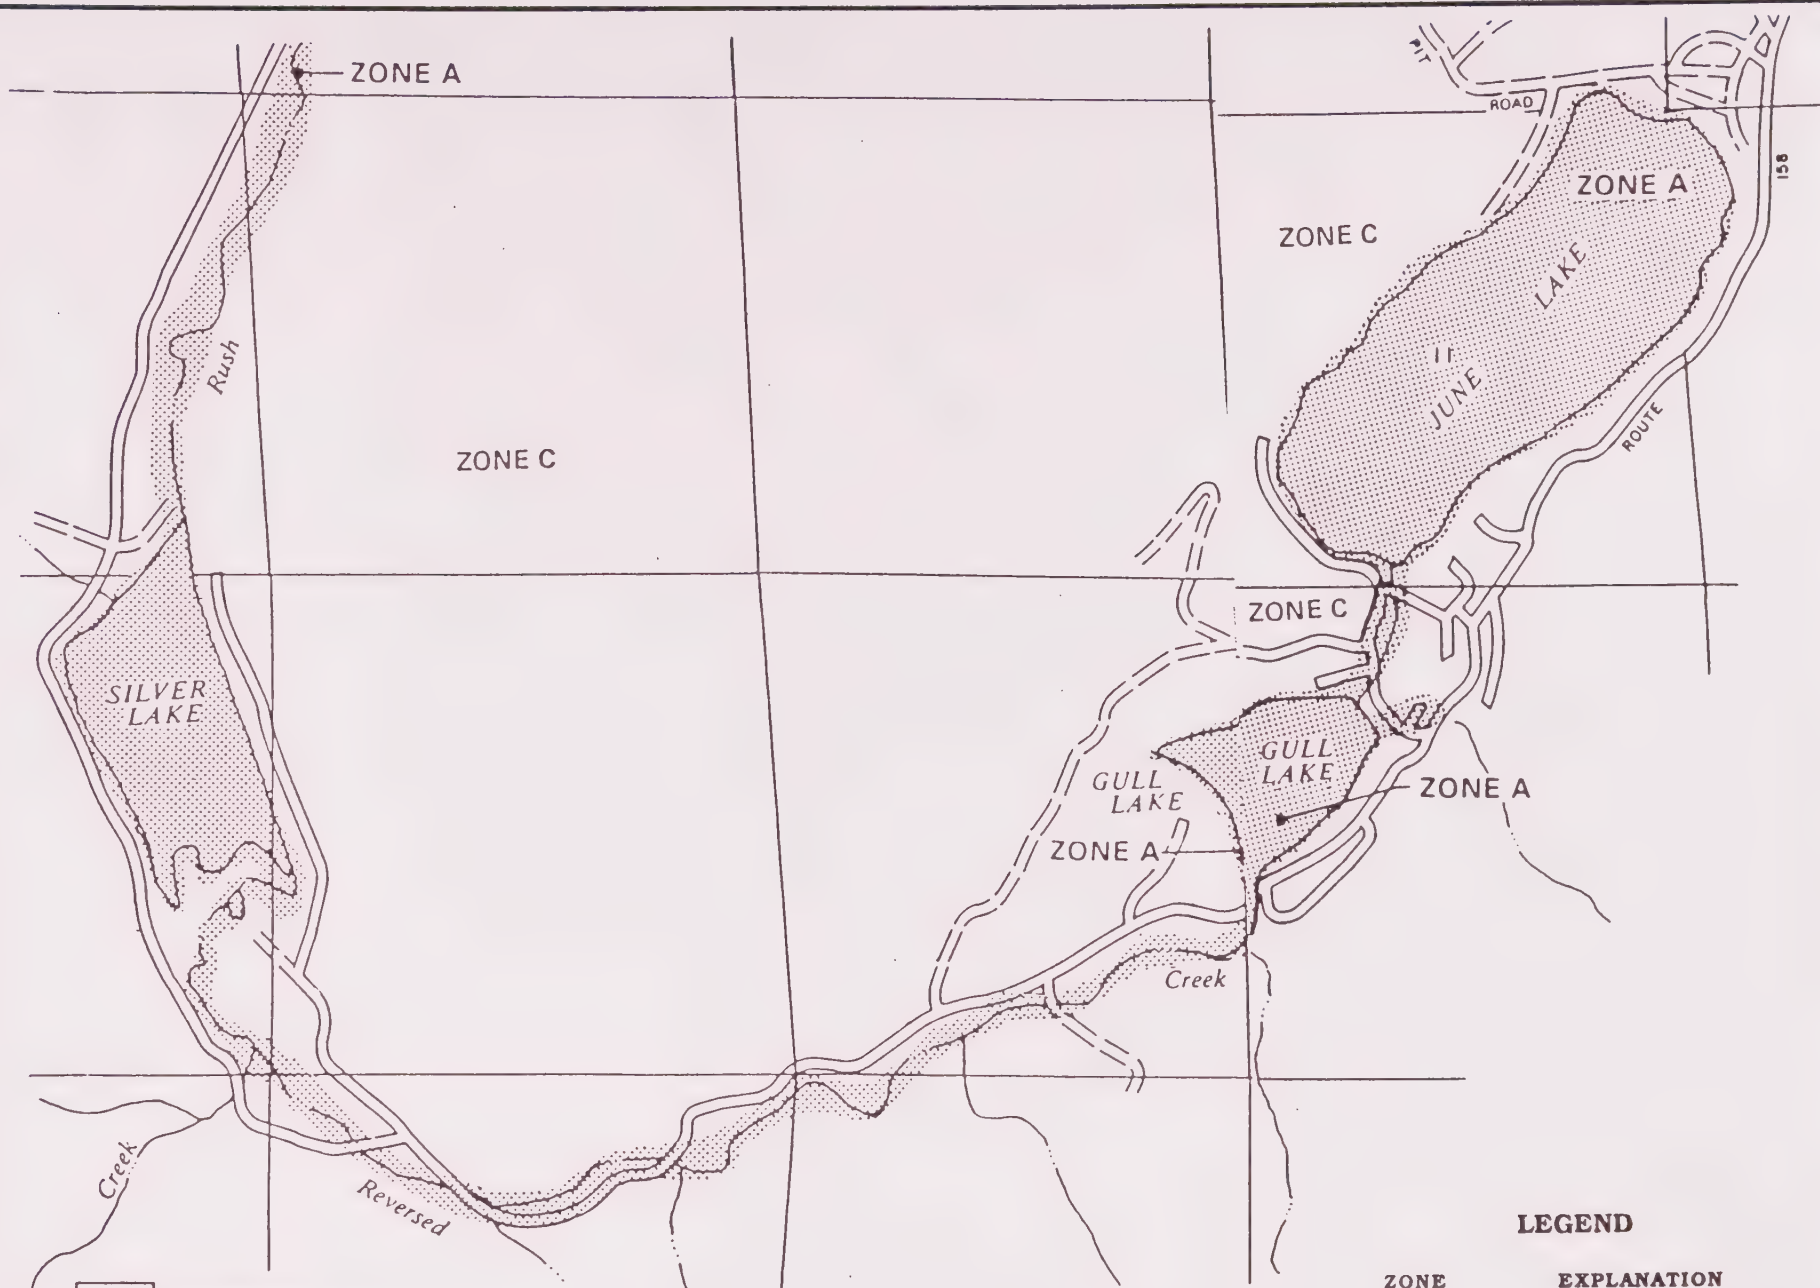 ZONE A
PIT
ROAD
158
ZONE A
ZONE C
LAKE
11
JUNE
Rush
ROUTE
ZONE C
ZONE C
SILVER
LAKE
GULL
LAKE
GULL
LAKE
ZONE A
ZONE A
Creek
Creek
Reversed
LEGEND
ZONE EXPLANATION